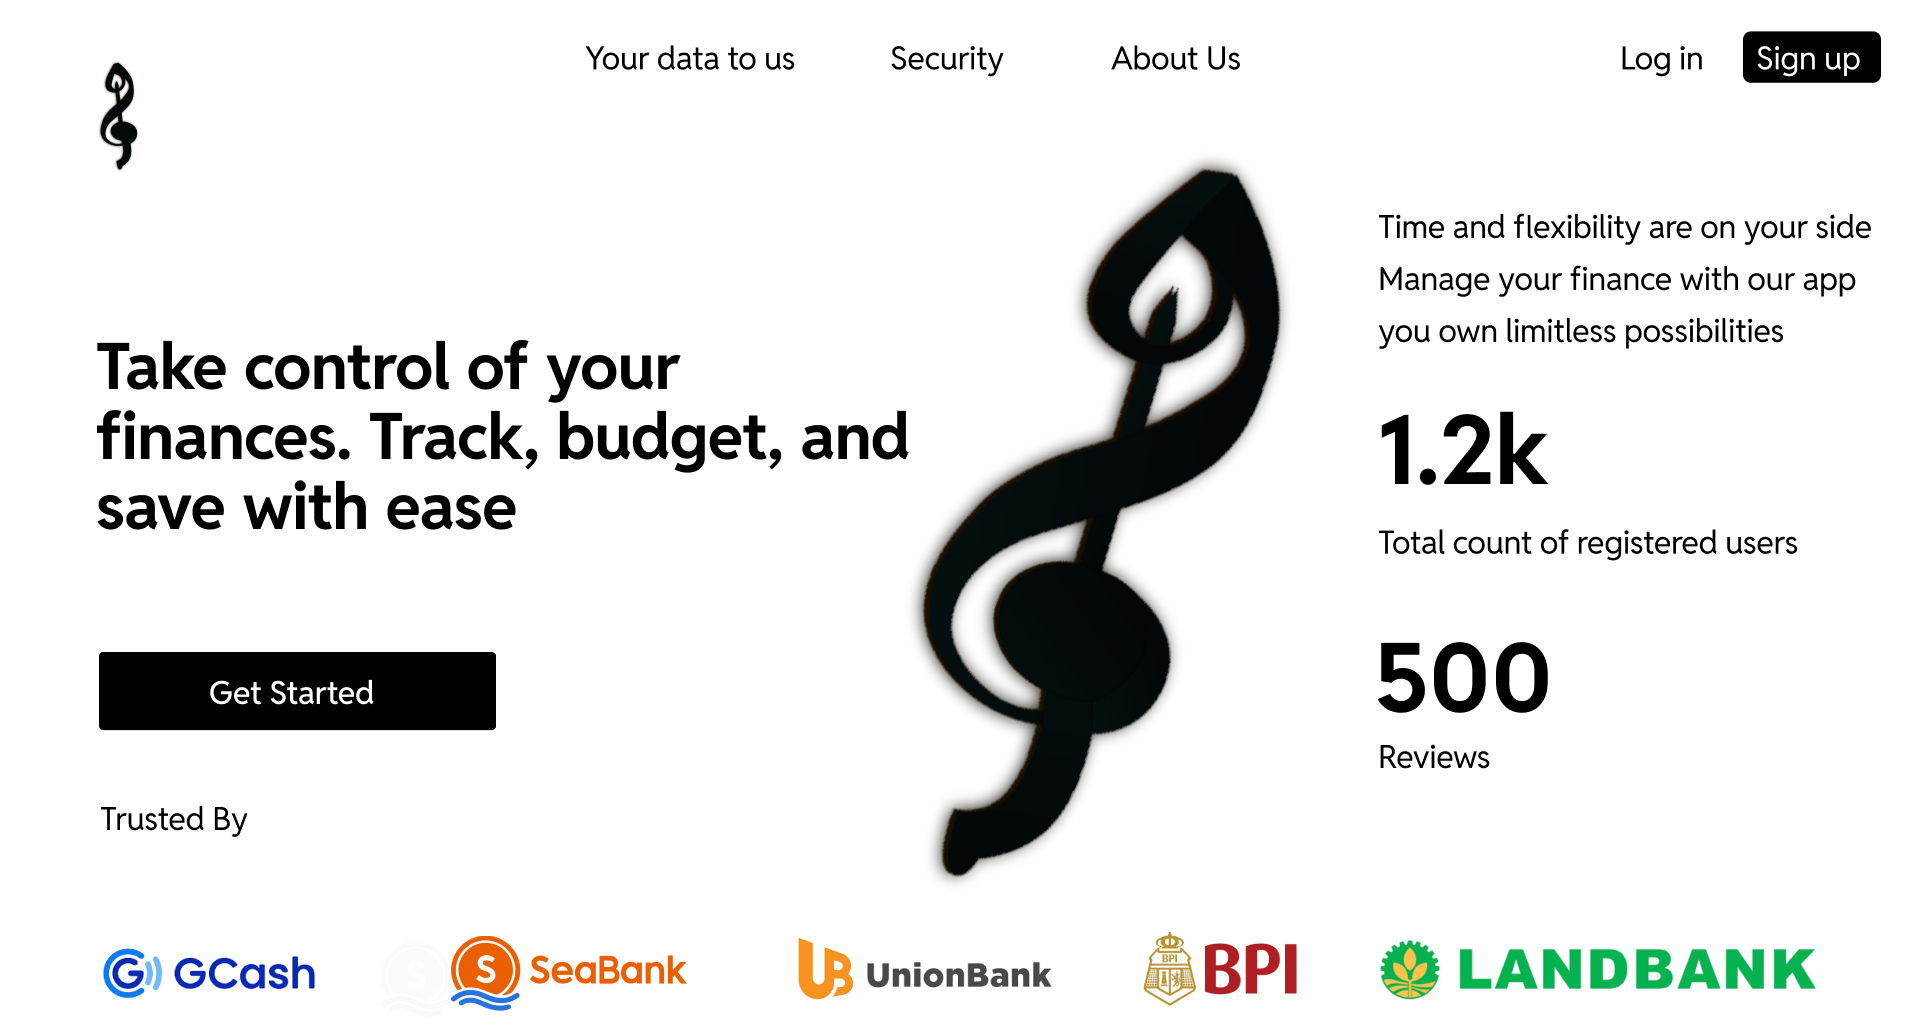 Your data to us
Security
About Us
Log in
Sign up
Take control of your
finances. Track, budget, and
save with ease
Get Started
Time and flexibility are on your side
Manage your finance with our app
you own limitless possibilities
1.2k
Total count of registered users
500
Reviews
Trusted By
GCash
S
S SeaBank
UB UnionBank
BPI BPI
LANDBANK